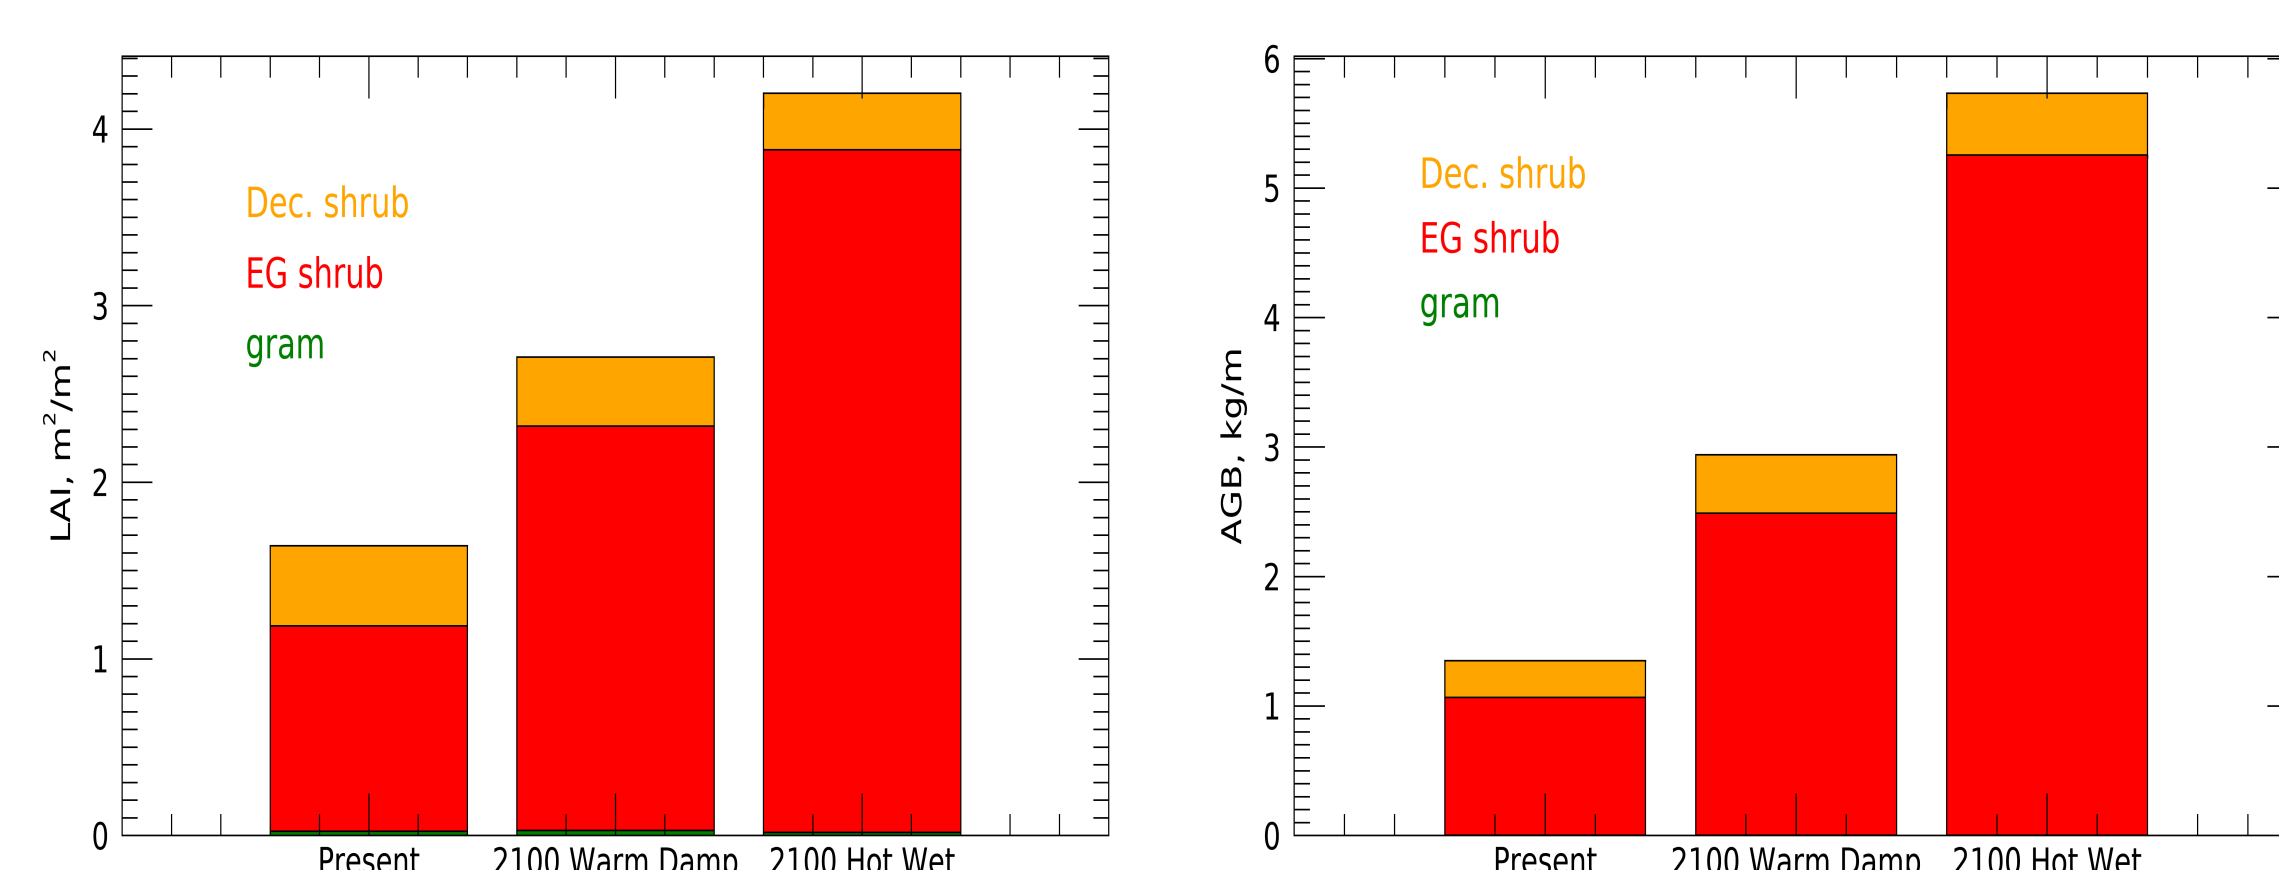 4
3
2
1
0
LAI, m²/m²
Dec. shrub
EG shrub
gram
Present
2100 Warm Damp
2100 Hot Wet
6
5
4
3
2
1
0
AGB, kg/m
Dec. shrub
EG shrub
gram
Present
2100 Warm Damp
2100 Hot Wet